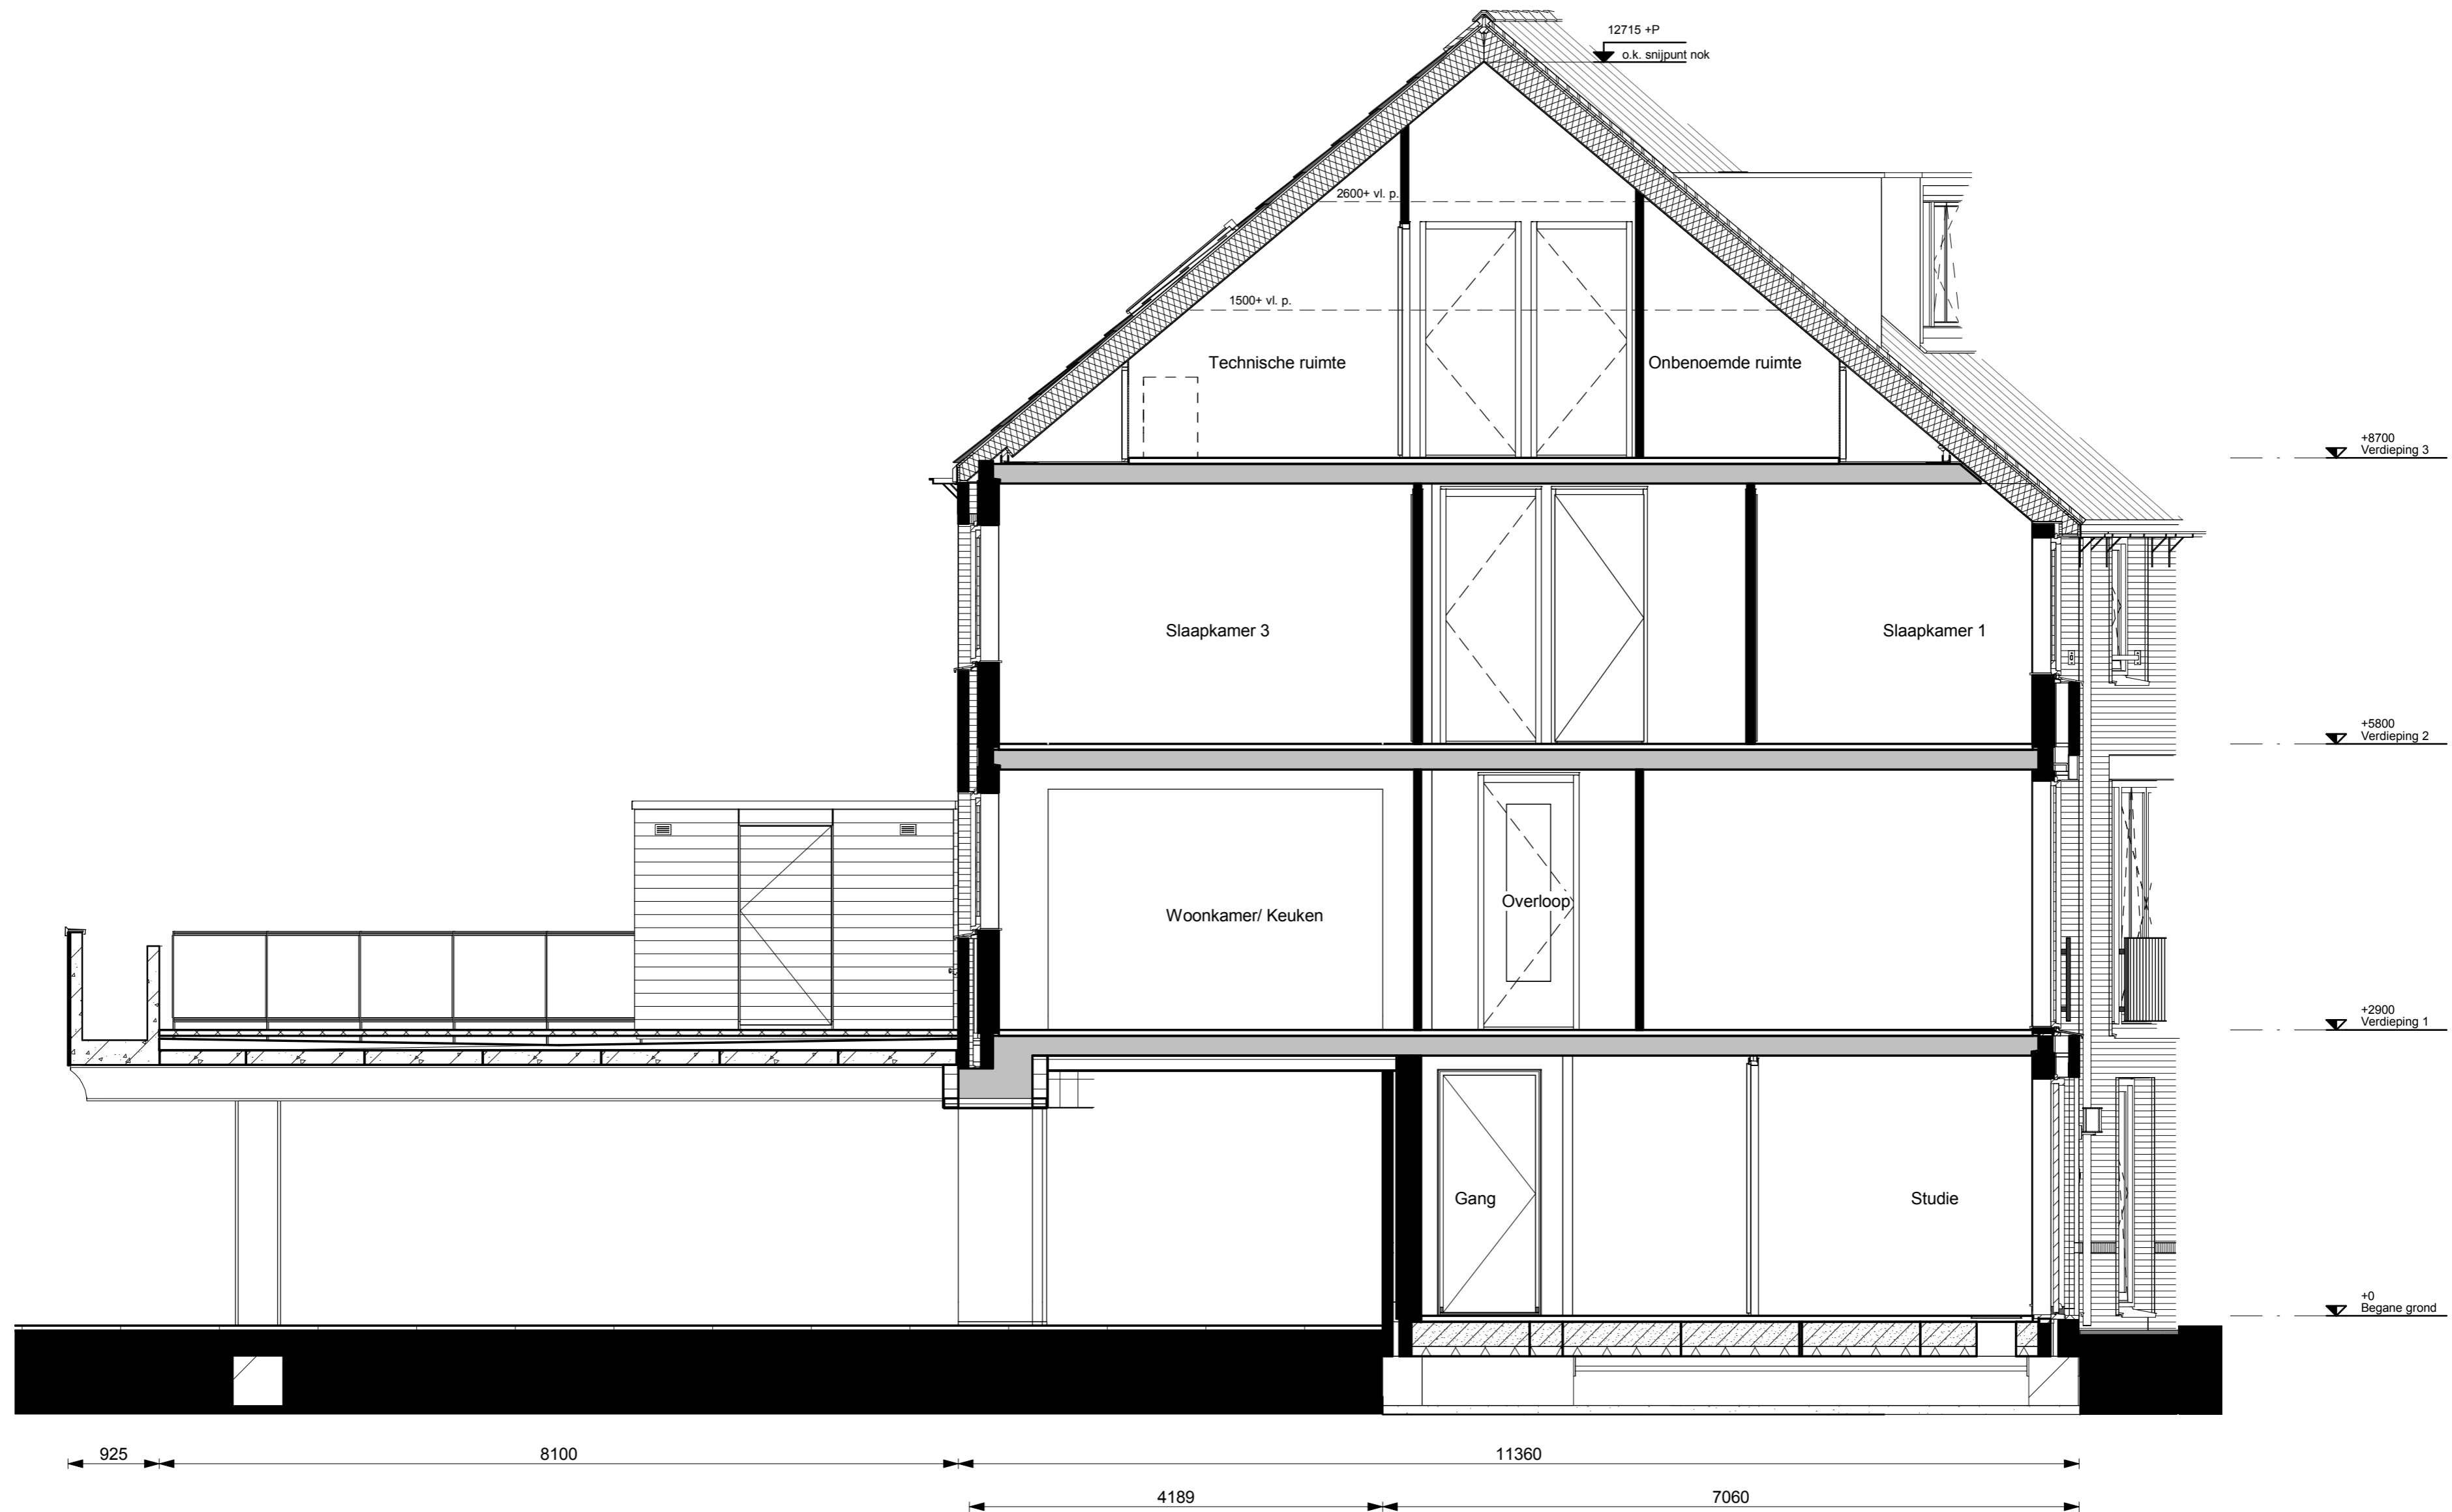 12715 +P
o.k. snijpunt nok
2600+ vl. p.
1500+ vl. p.
Technische ruimte
Onbenoemde ruimte
+8700
Verdieping 3
Slaapkamer 3
Slaapkamer 1
+5800
Verdieping 2
Woonkamer/ Keuken
Overloop
+2900
Verdieping 1
Gang
Studie
+0
Begane grond
925
8100
11360
4189
7060